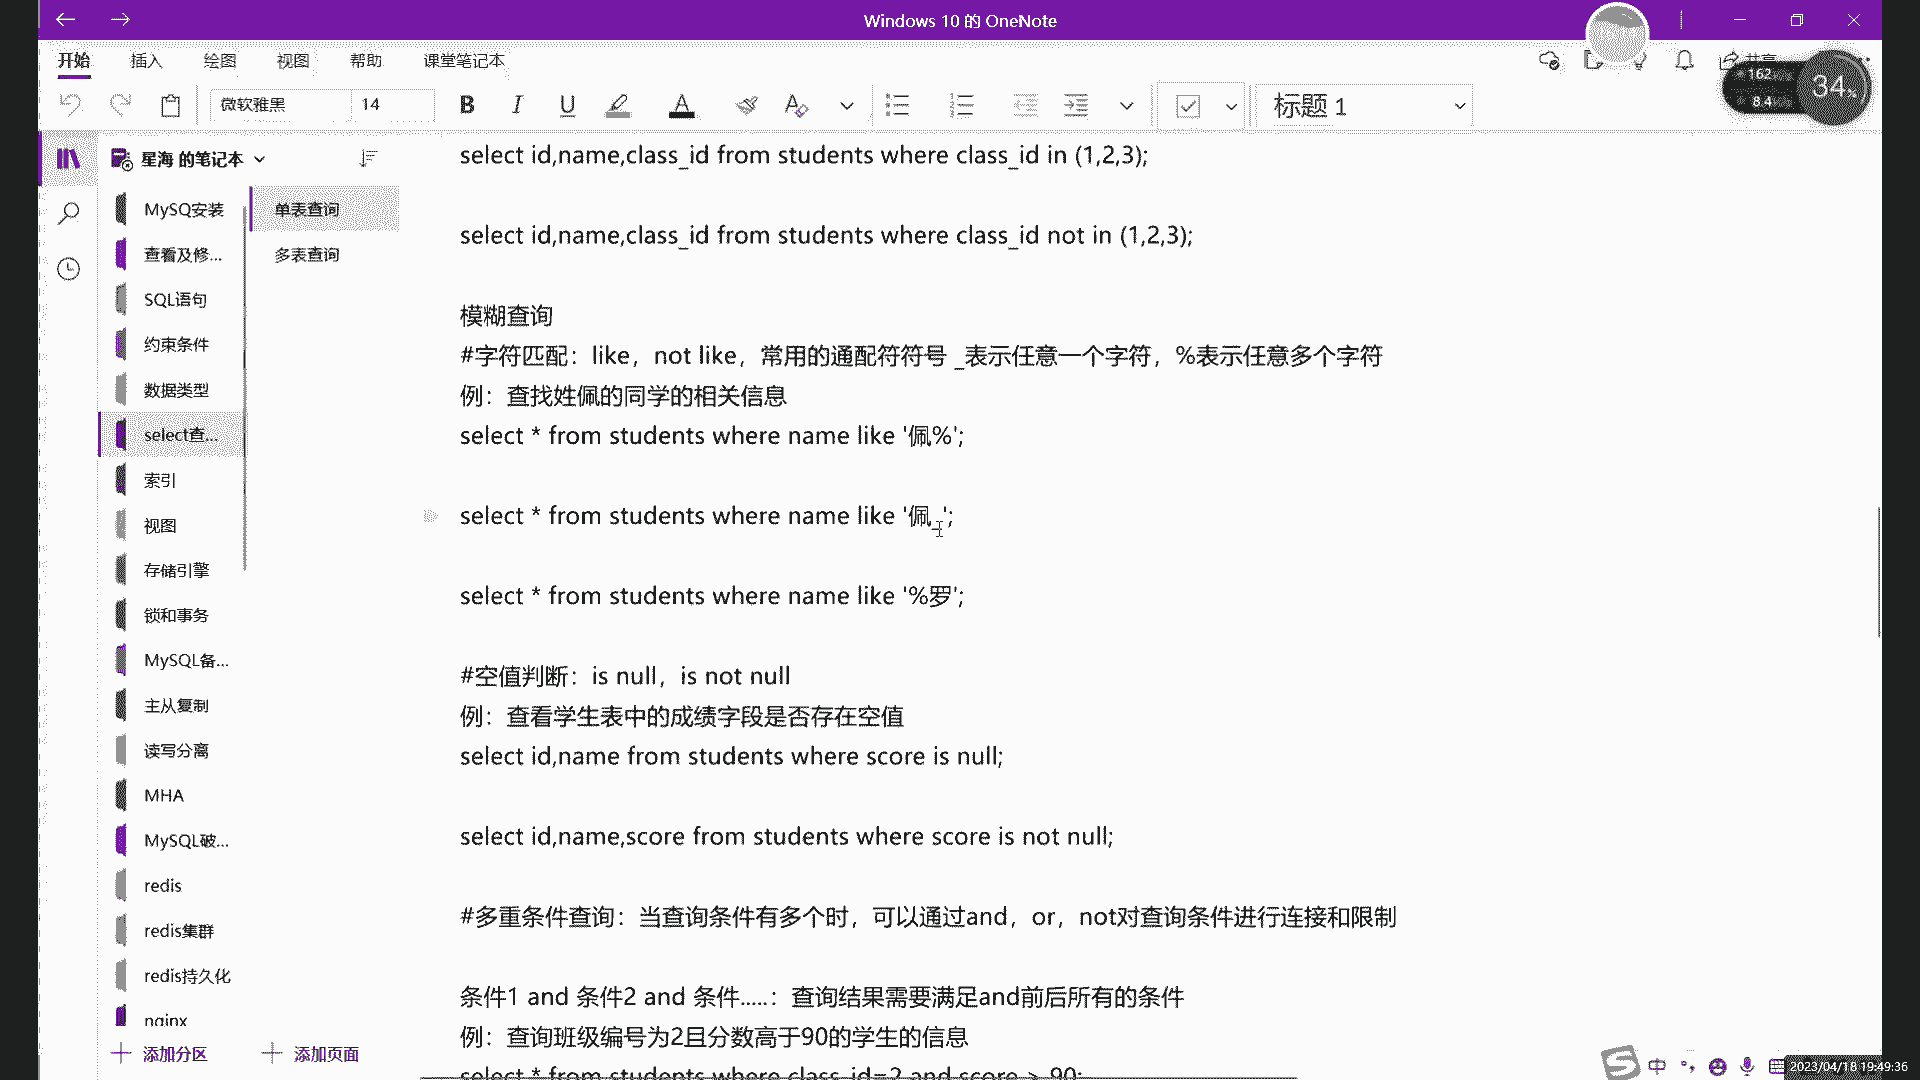 Windows 10 的 OneNote
开始 插入 绘图 视图 帮助 课堂笔记本
共享
162
8.4
34%
微软雅黑 14 B I U A 标题 1
星海 的笔记本
MySQ安装
查看及修...
SQL语句
约束条件
数据类型
select查...
索引
视图
存储引擎
锁和事务
MySQL备...
主从复制
读写分离
MHA
MySQL破...
redis
redis集群
redis持久化
nginx
添加分区
单表查询
多表查询
添加页面
select id,name,class_id from students where class_id in (1,2,3);
select id,name,class_id from students where class_id not in (1,2,3);
模糊查询
#字符匹配：like，not like，常用的通配符符号 _表示任意一个字符，%表示任意多个字符
例：查找姓佩的同学的相关信息
select * from students where name like '佩%';
select * from students where name like '佩_';
select * from students where name like '%罗';
#空值判断：is null，is not null
例：查看学生表中的成绩字段是否存在空值
select id,name from students where score is null;
select id,name,score from students where score is not null;
#多重条件查询：当查询条件有多个时，可以通过and，or，not对查询条件进行连接和限制
条件1 and 条件2 and 条件.....：查询结果需要满足and前后所有的条件
例：查询班级编号为2且分数高于90的学生的信息
select * from students where class_id=2 and score > 90;
中
2023/04/18 19:49:36